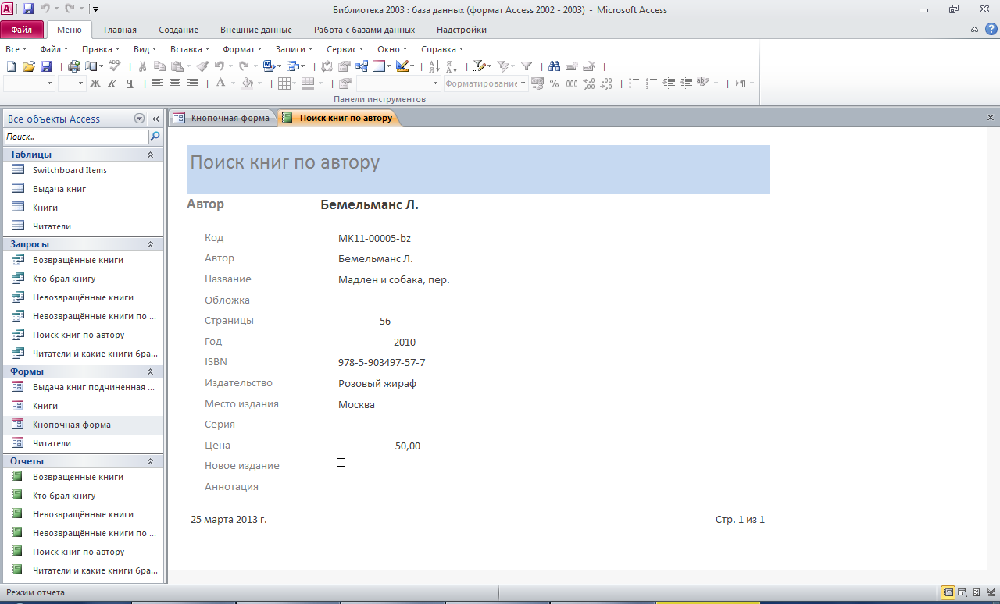 Библиотека 2003 : база данных (формат Access 2002 - 2003) - Microsoft Access
Файл Меню Главная Создание Внешние данные Работа с базами данных Надстройки
Все Файл Правка Вид Вставка Формат Записи Сервис Окно Справка
Ж К Ч Форматирование
Панели инструментов
Все объекты Access
Поиск...
Таблицы
Switchboard Items
Выдача книг
Книги
Читатели
Запросы
Возвращённые книги
Кто брал книгу
Невозвращённые книги
Невозвращённые книги по ...
Поиск книг по автору
Читатели и какие книги бра...
Формы
Выдача книг подчиненная ...
Книги
Кнопочная форма
Читатели
Отчеты
Возвращённые книги
Кто брал книгу
Невозвращённые книги
Невозвращённые книги по ...
Поиск книг по автору
Читатели и какие книги бра...
Кнопочная форма Поиск книг по автору
Поиск книг по автору
Автор Бемельманс Л.
Код MK11-00005-bz
Автор Бемельманс Л.
Название Мадлен и собака, пер.
Обложка
Страницы 56
Год 2010
ISBN 978-5-903497-57-7
Издательство Розовый жираф
Место издания Москва
Серия
Цена 50,00
Новое издание
Аннотация
25 марта 2013 г. Стр. 1 из 1
Режим отчета